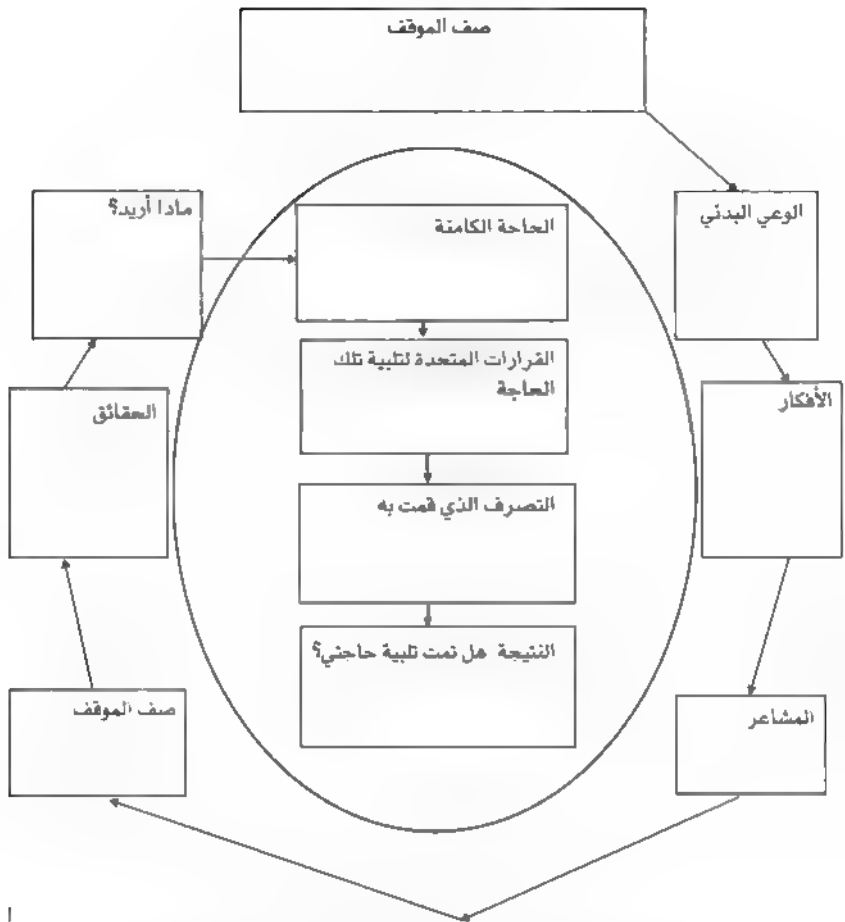 صف الموقف
الوعي البدني
الأفكار
المشاعر
صف الموقف
الحقائق
ماذا أريد؟
الحاجة الكامنة
القرارات المتحدة لتلبية تلك
الحاجة
التصرف الذي قمت به
النتيجة هل تمت تلبية حاجتي؟